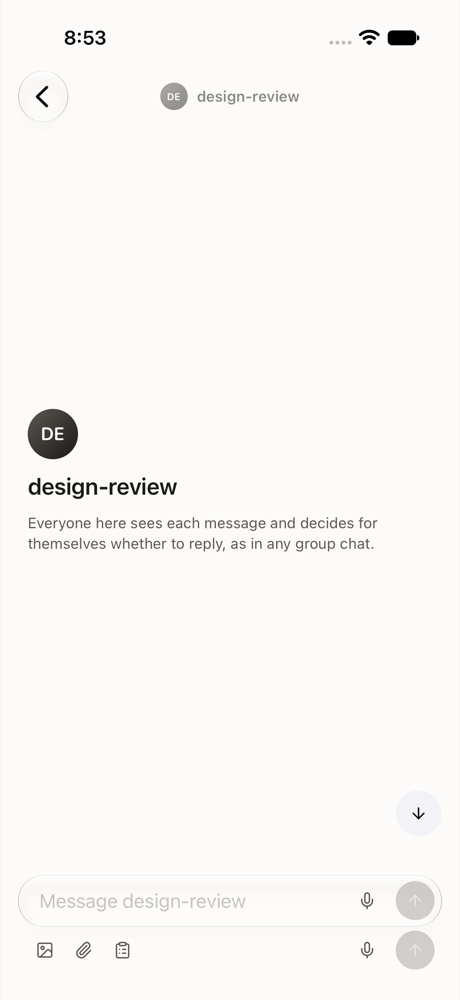 8:53
DE design-review
DE
design-review
Everyone here sees each message and decides for
themselves whether to reply, as in any group chat.
Message design-review